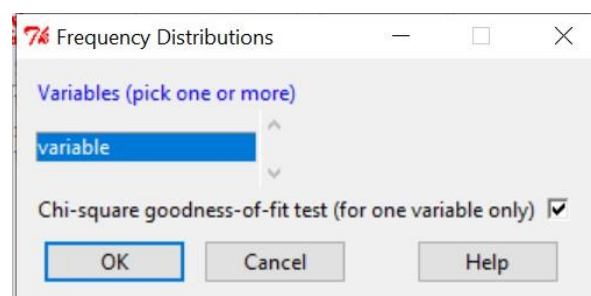 Frequency Distributions
Variables (pick one or more)
variable
Chi-square goodness-of-fit test (for one variable only)
OK Cancel Help